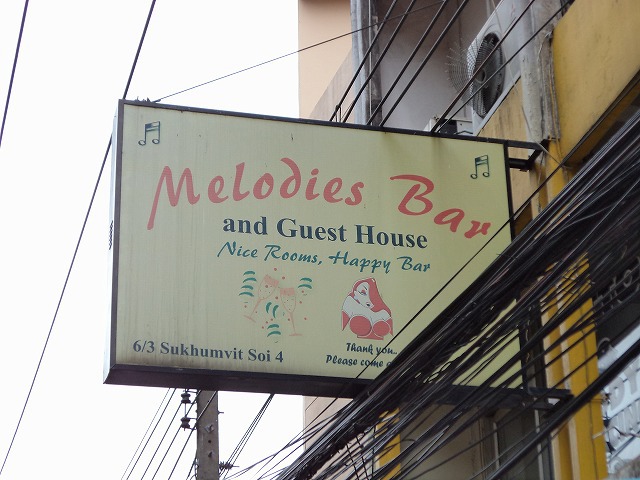 Melodies Bar
and Guest House
Nice Rooms, Happy Bar
6/3 Sukhumvit Soi 4
Thank you..
Please come